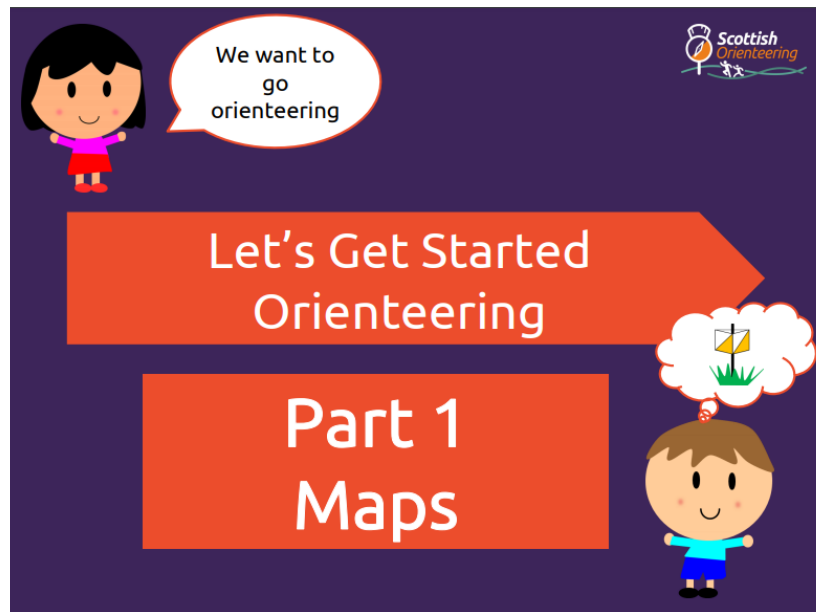 We want to
go
orienteering
Scottish
Orienteering
Let's Get Started
Orienteering
Part 1
Maps